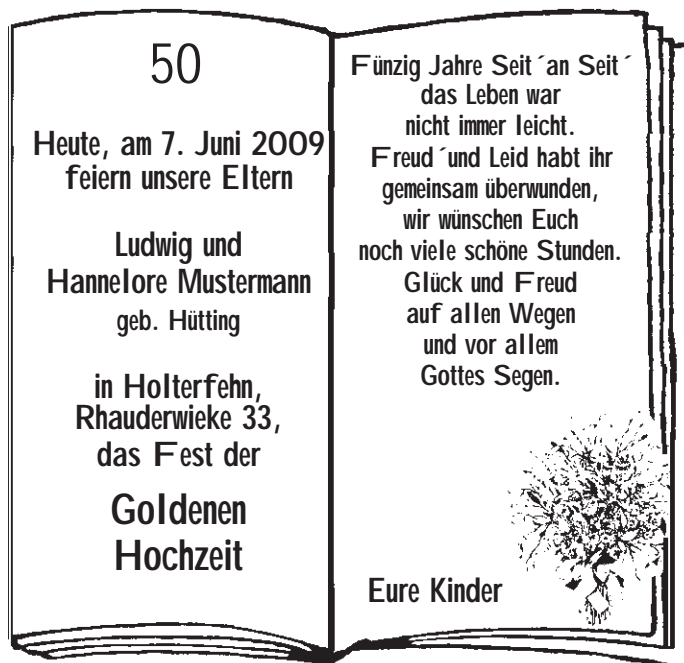 50
Heute, am 7. Juni 2009
feiern unsere Eltern
Ludwig und
Hannelore Mustermann
geb. Hütting
in Holterfehn,
Rhauderwieke 33,
das Fest der
Goldenen
Hochzeit
Fünzig Jahre Seit´an Seit´
das Leben war
nicht immer leicht.
Freud´und Leid habt ihr
gemeinsam überwunden,
wir wünschen Euch
noch viele schöne Stunden.
Glück und Freud
auf allen Wegen
und vor allem
Gottes Segen.
Eure Kinder